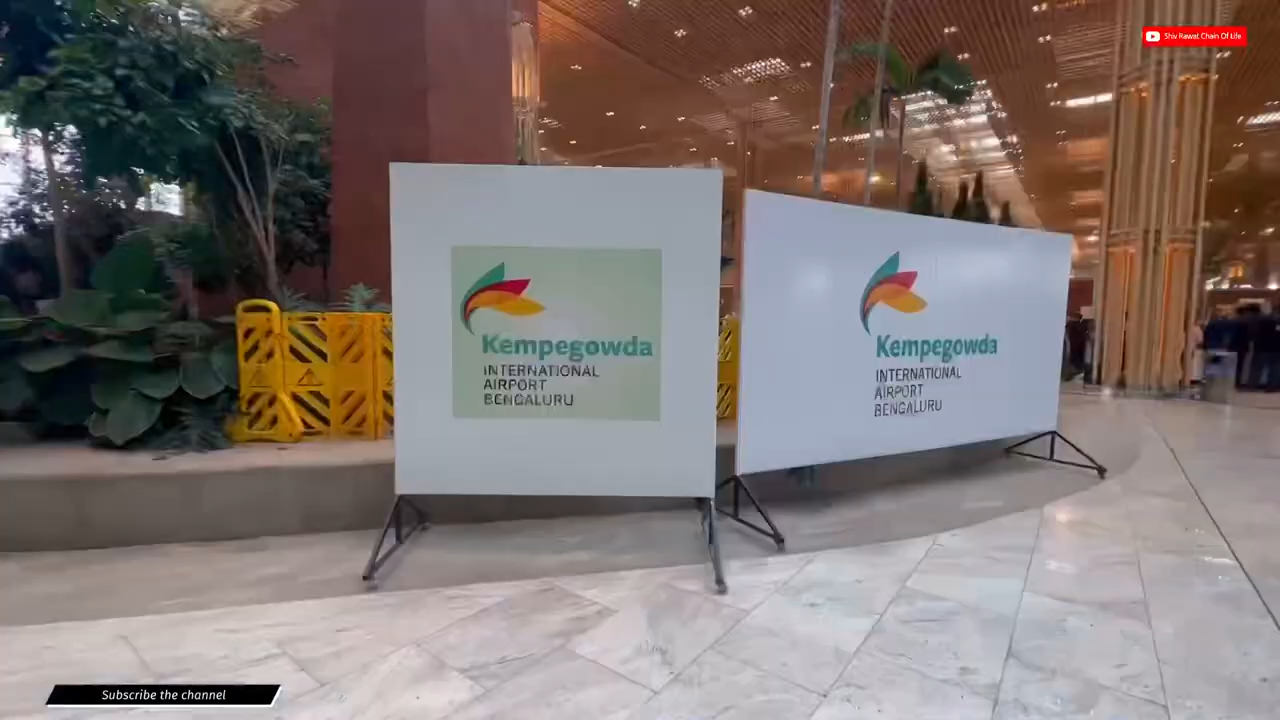 Shiv Rawat Chain Of Life
Kempegowda
INTERNATIONAL
AIRPORT
BENGALURU
Kempegowda
INTERNATIONAL
AIRPORT
BENGALURU
Subscribe the channel